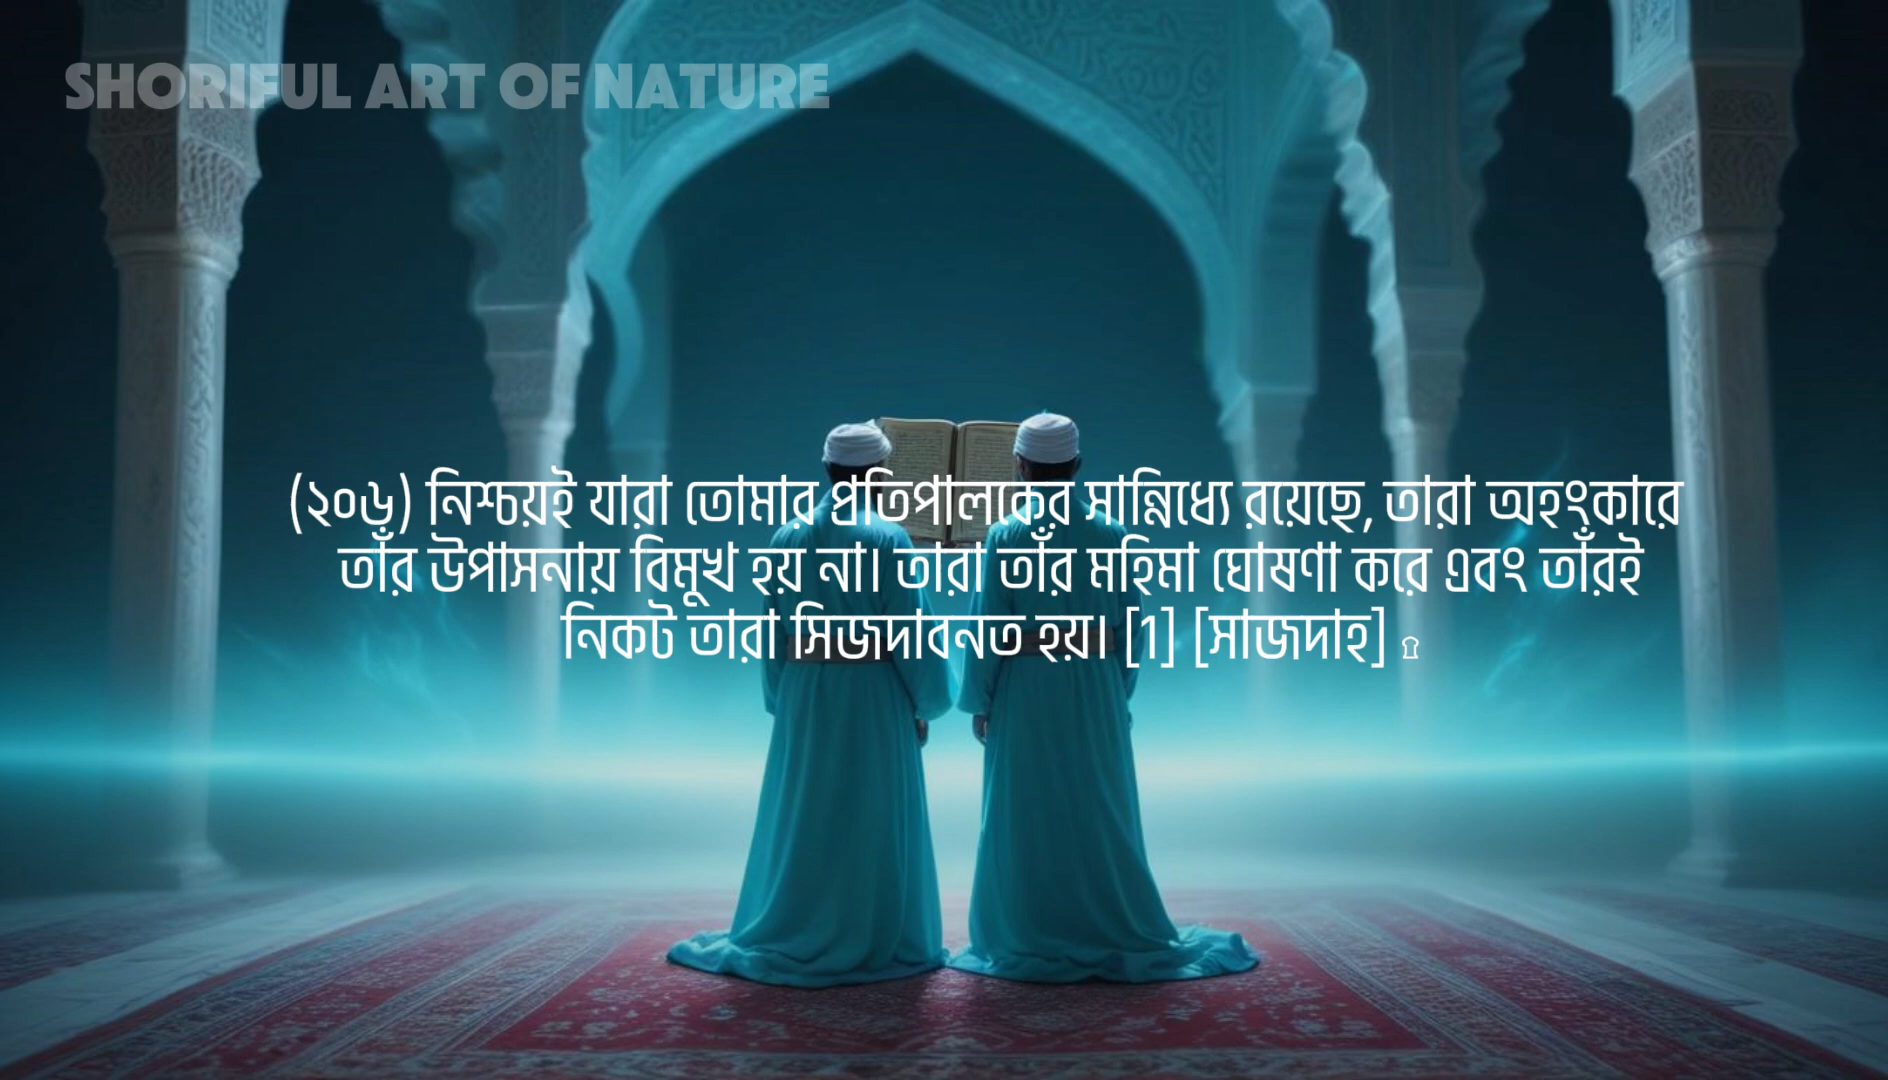 SHORIFUL ART OF NATURE
(২০৬) নিশ্চয়ই যারা তোমার প্রতিপালকের সান্নিধ্যে রয়েছে, তারা অহংকারে
তাঁর উপাসনায় বিমুখ হয় না। তারা তাঁর মহিমা ঘোষণা করে এবং তাঁরই
নিকট তারা সিজদাবনত হয়। [1] [সাজদাহ] ۩